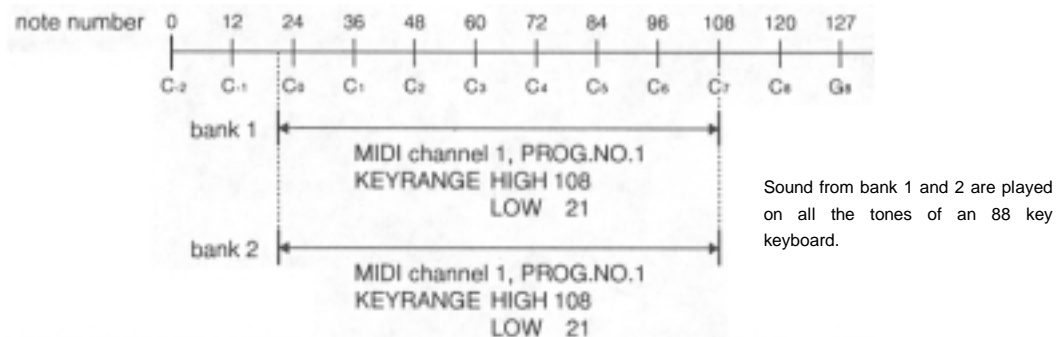 note number 0 12 24 36 48 60 72 84 96 108 120 127
C-2 C-1 C0 C1 C2 C3 C4 C5 C6 C7 C8 G8
bank 1
MIDI channel 1, PROG.NO.1
KEYRANGE HIGH 108
LOW 21
Sound from bank 1 and 2 are played
on all the tones of an 88 key
keyboard.
bank 2
MIDI channel 1, PROG.NO.1
KEYRANGE HIGH 108
LOW 21